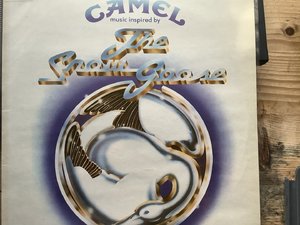 CAMEL
music inspired by
The
Snow Goose